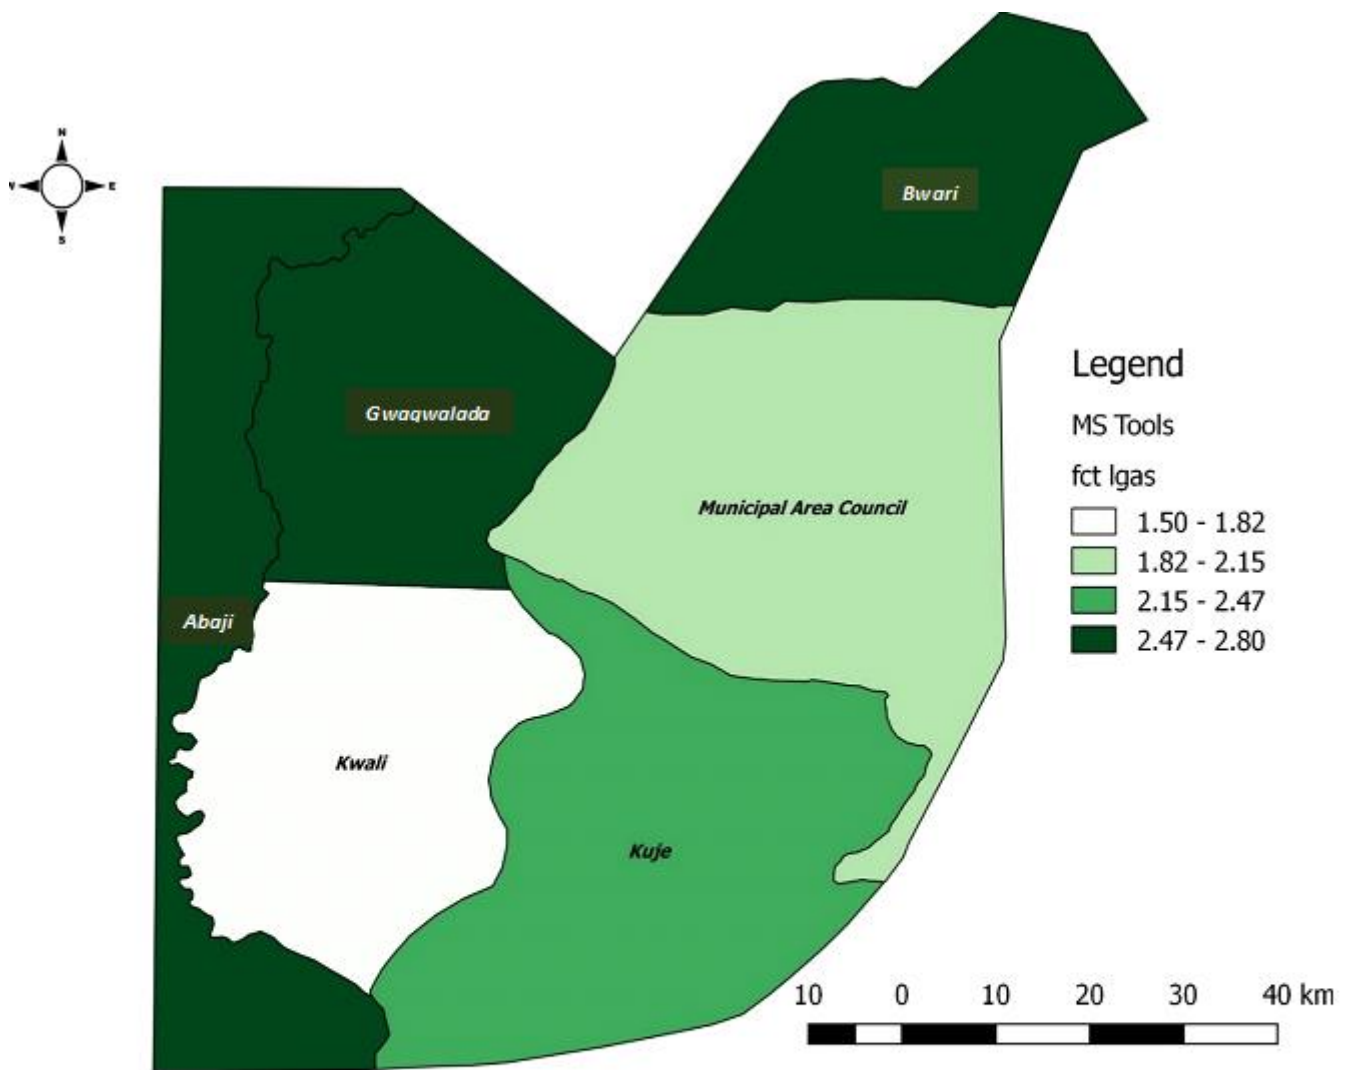 N
E
S
Bwari
Gwagwalada
Municipal Area Council
Abaji
Kwali
Kuje
Legend
MS Tools
fct lgas
1.50 - 1.82
1.82 - 2.15
2.15 - 2.47
2.47 - 2.80
10 0 10 20 30 40 km